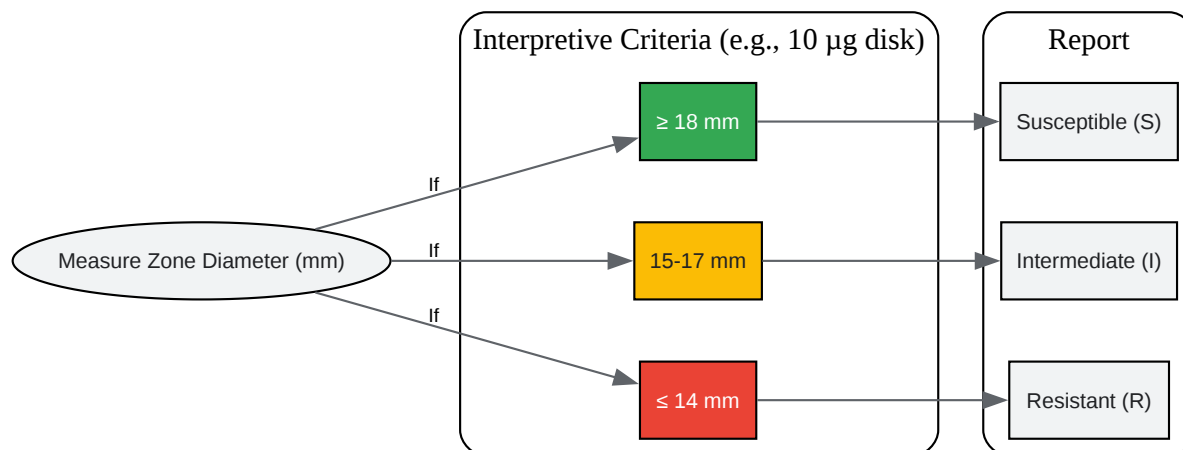 Interpretive Criteria (e.g., 10 µg disk)
Report
≥ 18 mm
Susceptible (S)
If
Measure Zone Diameter (mm)
If
15-17 mm
Intermediate (I)
If
≤ 14 mm
Resistant (R)